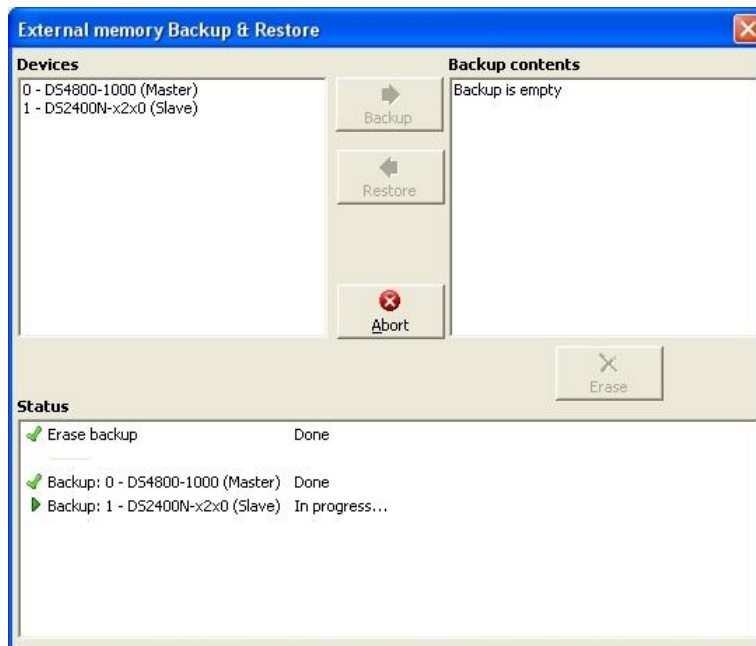 External memory Backup & Restore
Devices
0 - DS4800-1000 (Master)
1 - DS2400N-x2x0 (Slave)
Backup
Restore
Abort
Backup contents
Backup is empty
Erase
Status
Erase backup Done
Backup: 0 - DS4800-1000 (Master) Done
Backup: 1 - DS2400N-x2x0 (Slave) In progress...